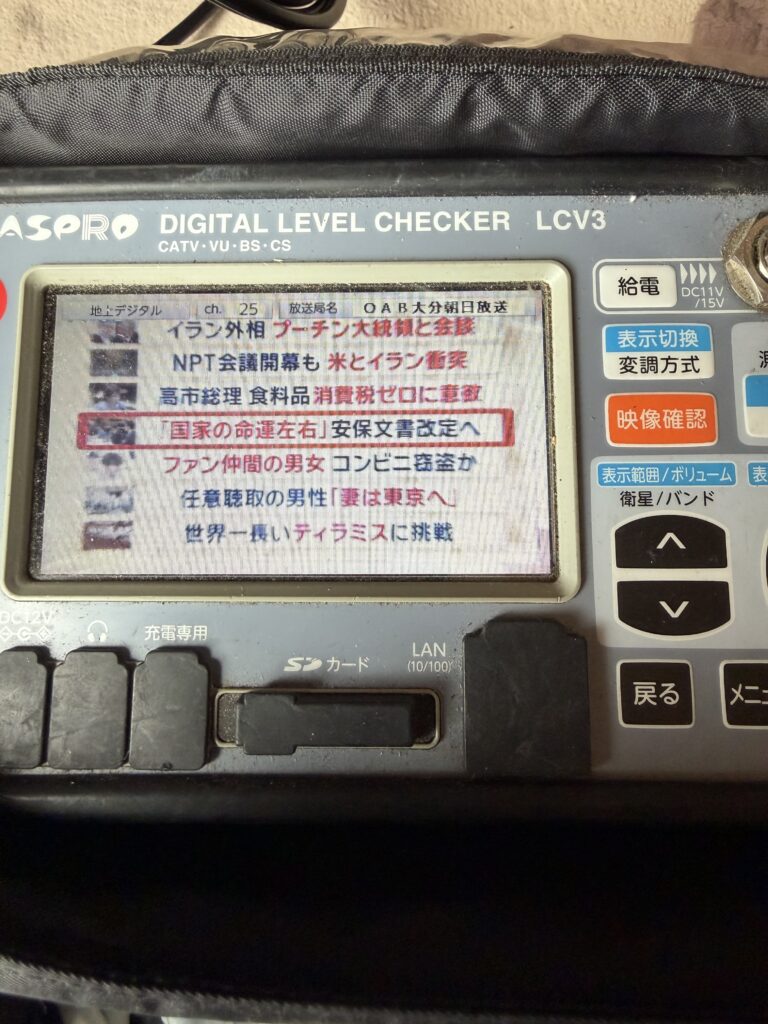 ASPRO DIGITAL LEVEL CHECKER LCV3
CATV・VU・BS・CS
地上デジタル ch. 25 放送局名 OAB大分朝日放送
イラン外相 プーチン大統領と会談
NPT会議開幕も 米とイラン衝突
高市総理 食料品消費税ゼロに意欲
「国家の命運左右」安保文書改定へ
ファン仲間の男女 コンビニ窃盗か
任意聴取の男性「妻は東京へ」
世界一長いティラミスに挑戦
給電 DC11V
/15V
表示切換
変調方式
映像確認
表示範囲/ボリューム
衛星/バンド
戻る
メニュ
DC12V
充電専用
SD カード
LAN
(10/100)
測
表